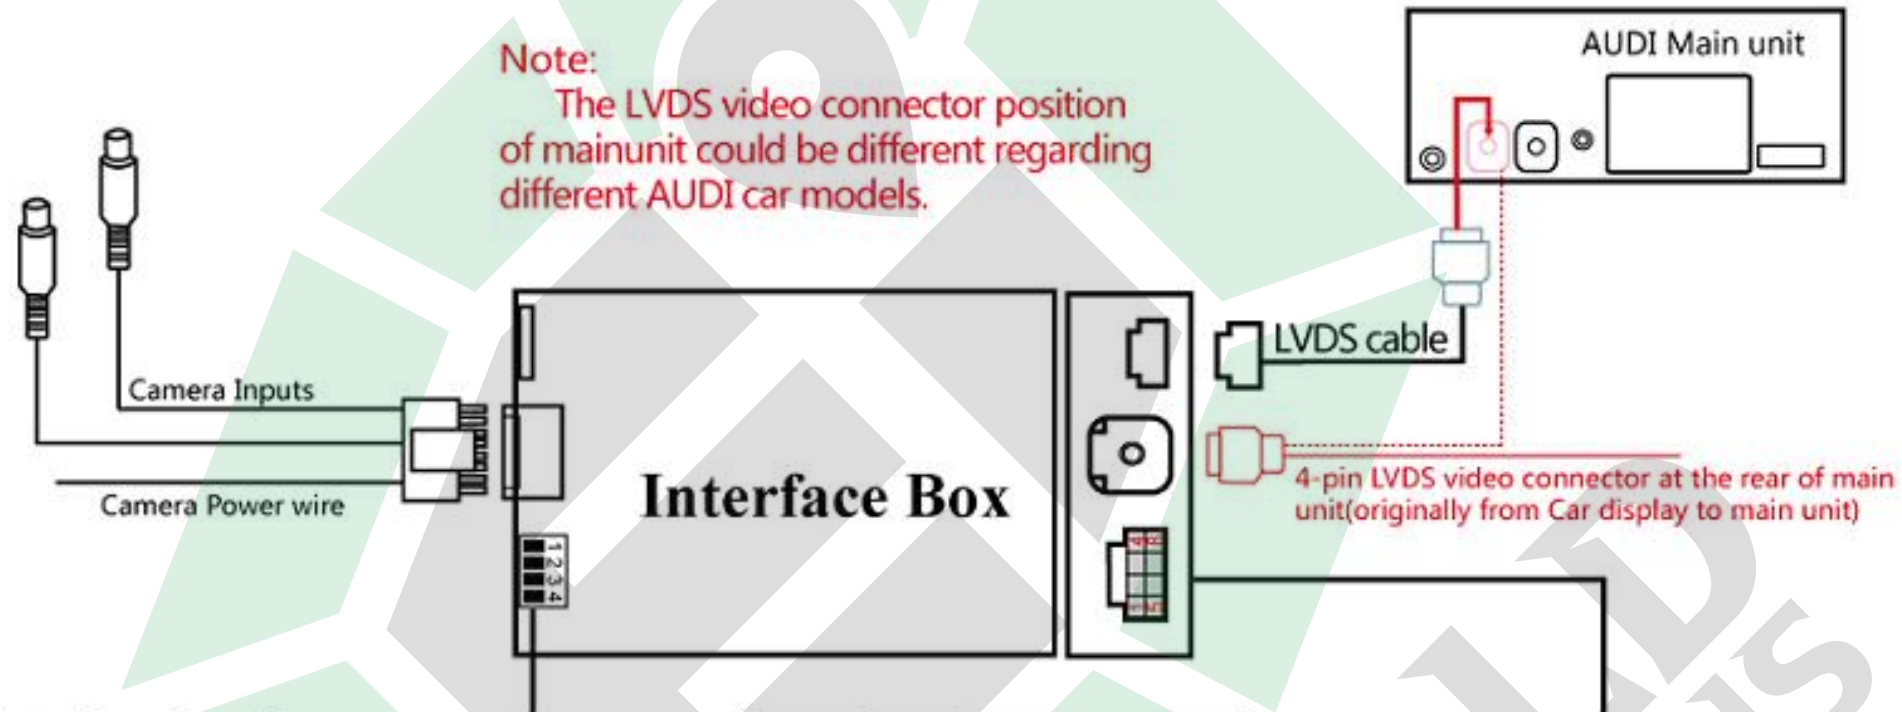 AUDI Main unit
Note:
The LVDS video connector position
of mainunit could be different regarding
different AUDI car models.
LVDS cable
Camera Inputs
Camera Power wire
Interface Box
4-pin LVDS video connector at the rear of main
unit(originally from Car display to main unit)
1
2
3
4